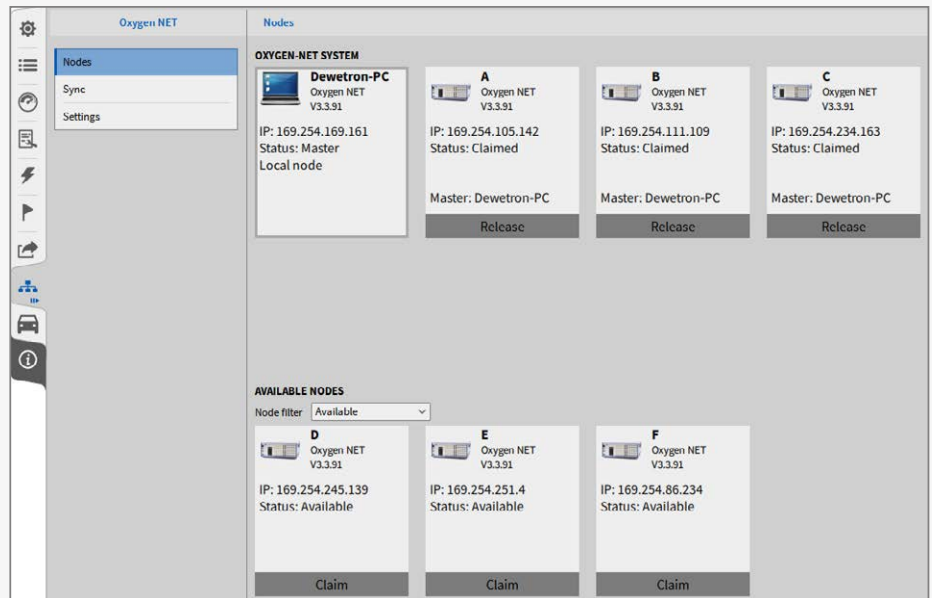 Oxygen NET
Nodes
Nodes
Sync
Settings
OXYGEN-NET SYSTEM
Dewetron-PC
Oxygen NET
V3.3.91
IP: 169.254.169.161
Status: Master
Local node
A
Oxygen NET
V3.3.91
IP: 169.254.105.142
Status: Claimed
Master: Dewetron-PC
Release
B
Oxygen NET
V3.3.91
IP: 169.254.111.109
Status: Claimed
Master: Dewetron-PC
Release
C
Oxygen NET
V3.3.91
IP: 169.254.234.163
Status: Claimed
Master: Dewetron-PC
Release
AVAILABLE NODES
Node filter Available
D
Oxygen NET
V3.3.91
IP: 169.254.245.139
Status: Available
Claim
E
Oxygen NET
V3.3.91
IP: 169.254.251.4
Status: Available
Claim
F
Oxygen NET
V3.3.91
IP: 169.254.86.234
Status: Available
Claim